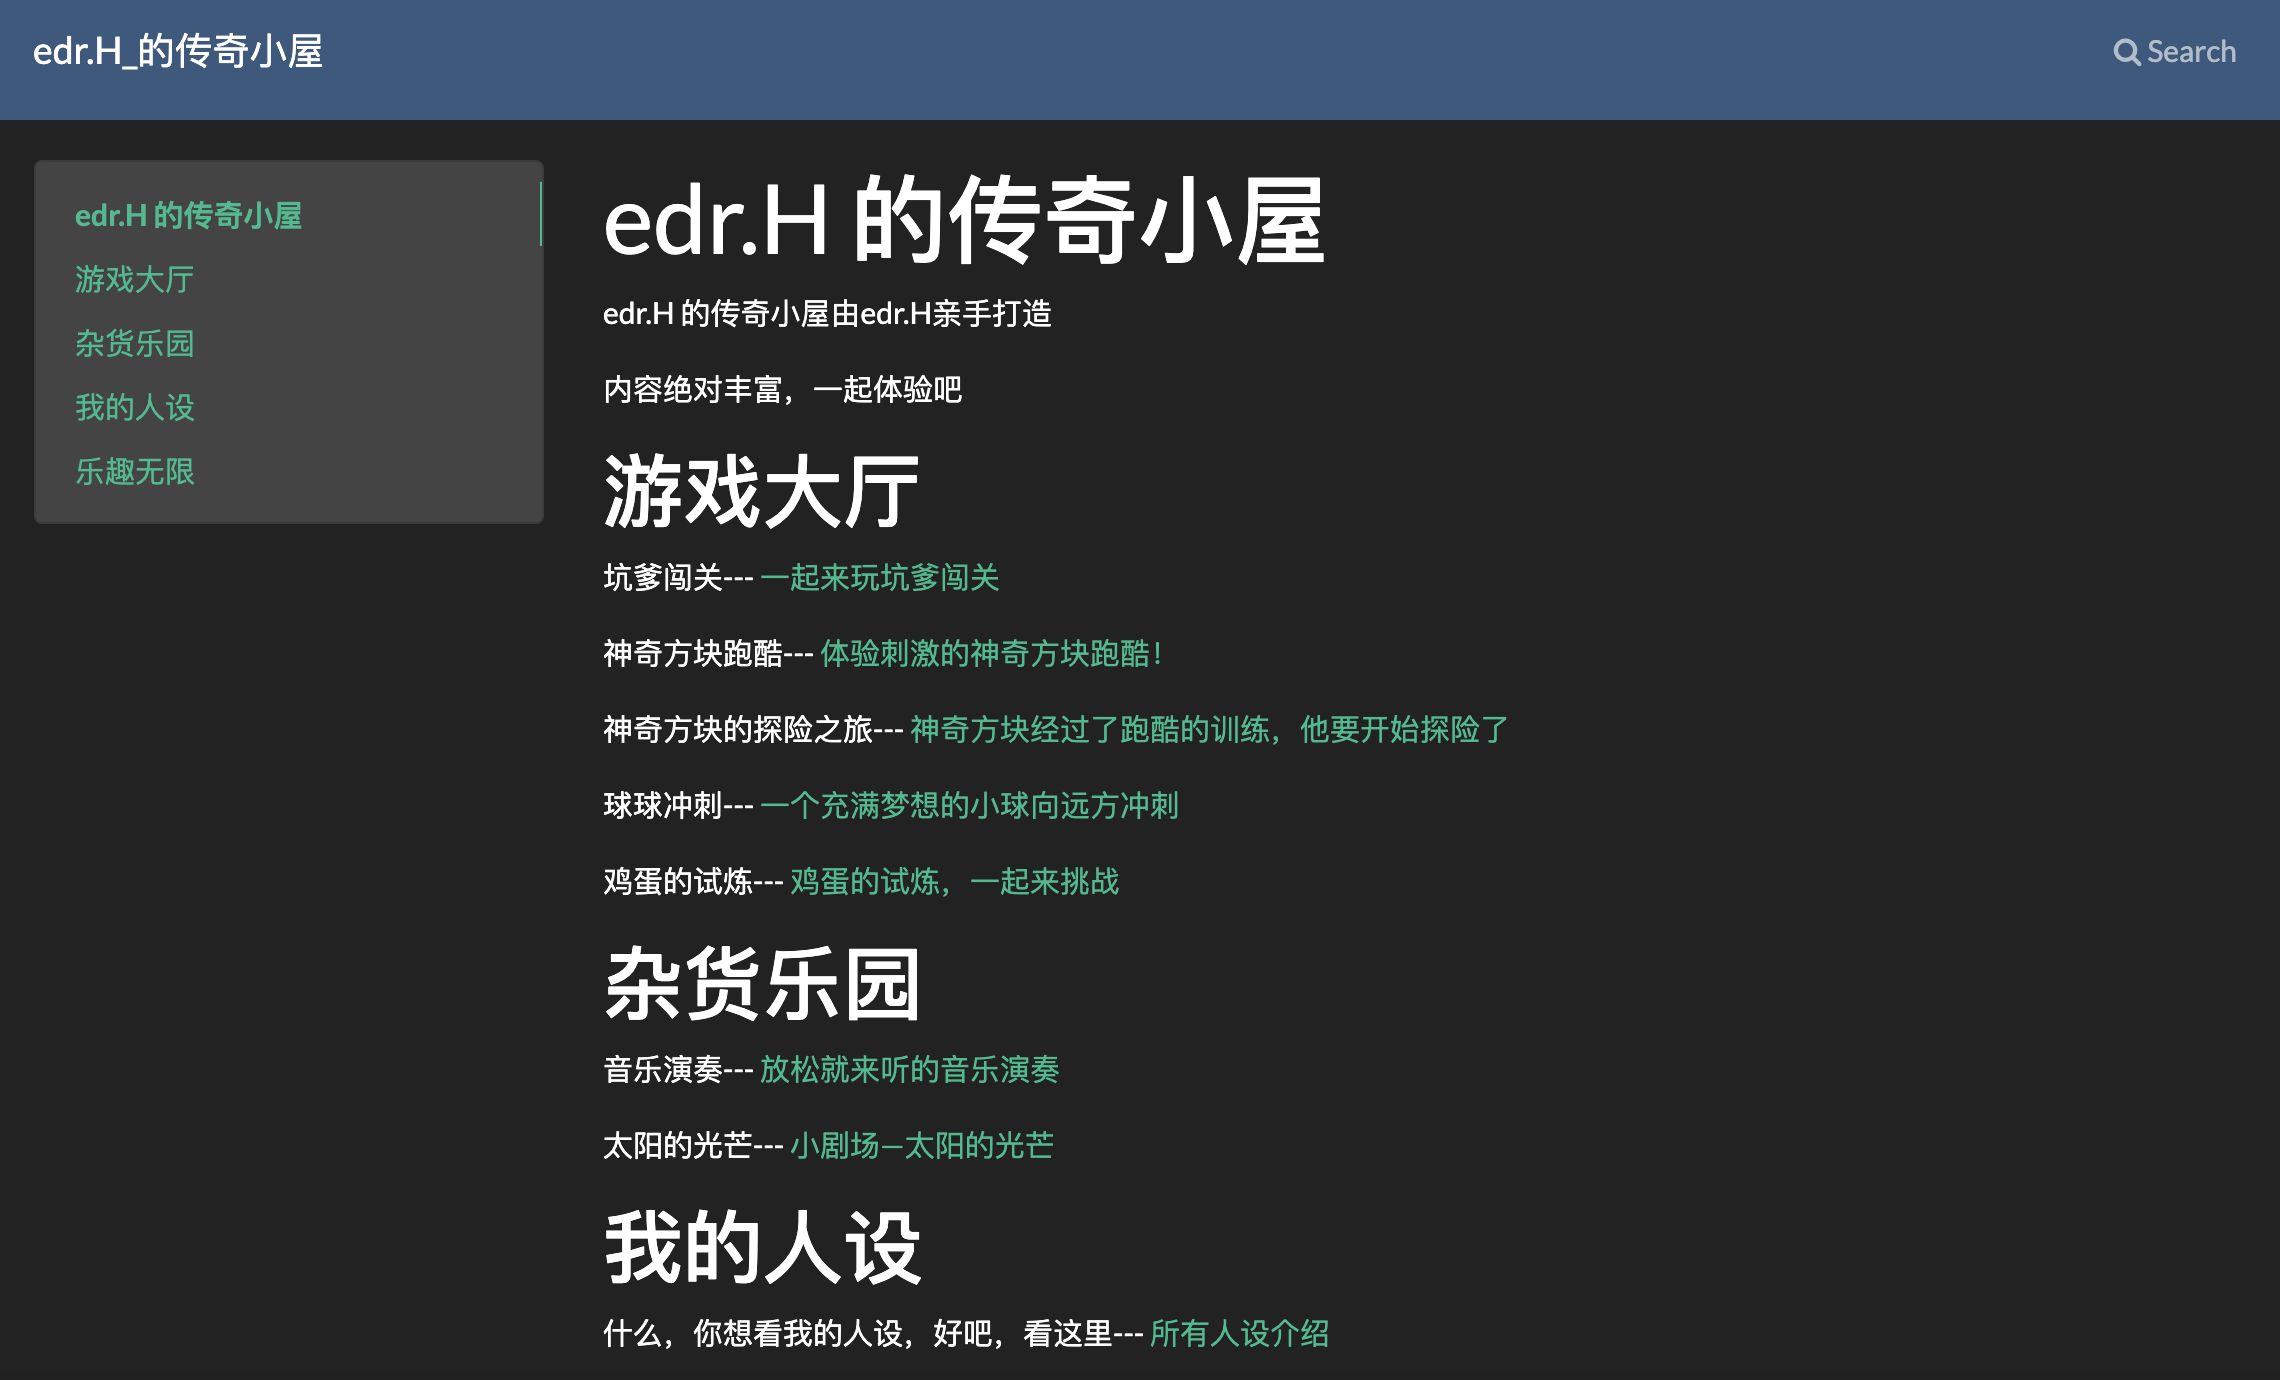 edr.H_的传奇小屋
Search
edr.H 的传奇小屋
游戏大厅
杂货乐园
我的人设
乐趣无限
edr.H 的传奇小屋
edr.H 的传奇小屋由edr.H亲手打造
内容绝对丰富，一起体验吧
游戏大厅
坑爹闯关--- 一起来玩坑爹闯关
神奇方块跑酷--- 体验刺激的神奇方块跑酷！
神奇方块的探险之旅--- 神奇方块经过了跑酷的训练，他要开始探险了
球球冲刺--- 一个充满梦想的小球向远方冲刺
鸡蛋的试炼--- 鸡蛋的试炼，一起来挑战
杂货乐园
音乐演奏--- 放松就来听的音乐演奏
太阳的光芒--- 小剧场—太阳的光芒
我的人设
什么，你想看我的人设，好吧，看这里--- 所有人设介绍